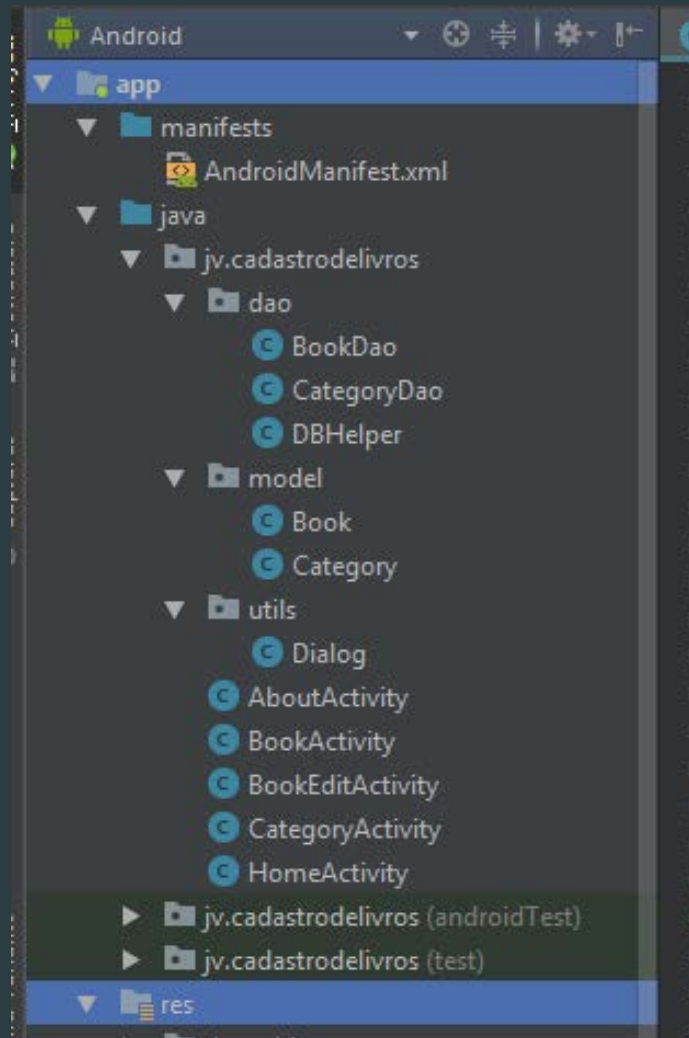 Android
app
manifests
AndroidManifest.xml
java
jv.cadastrodelivros
dao
BookDao
CategoryDao
DBHelper
model
Book
Category
utils
Dialog
AboutActivity
BookActivity
BookEditActivity
CategoryActivity
HomeActivity
jv.cadastrodelivros (androidTest)
jv.cadastrodelivros (test)
res